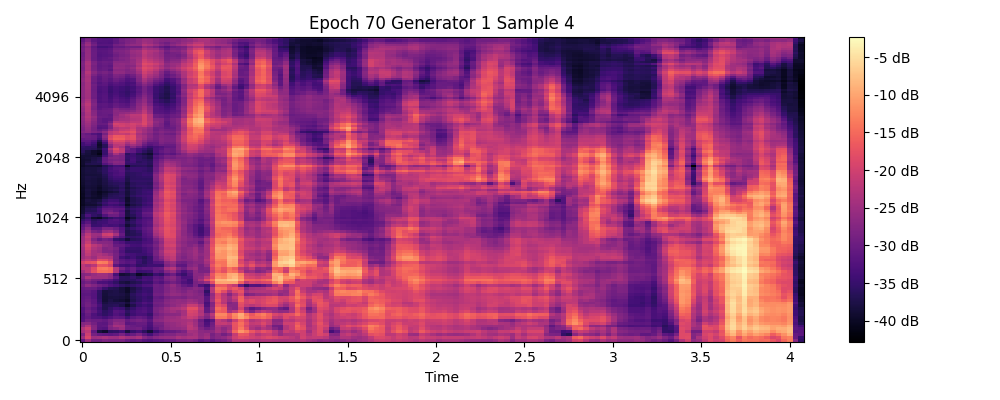 Epoch 70 Generator 1 Sample 4
Hz
4096
2048
1024
512
0
0 0.5 1 1.5 2 2.5 3 3.5 4
Time
-5 dB
-10 dB
-15 dB
-20 dB
-25 dB
-30 dB
-35 dB
-40 dB